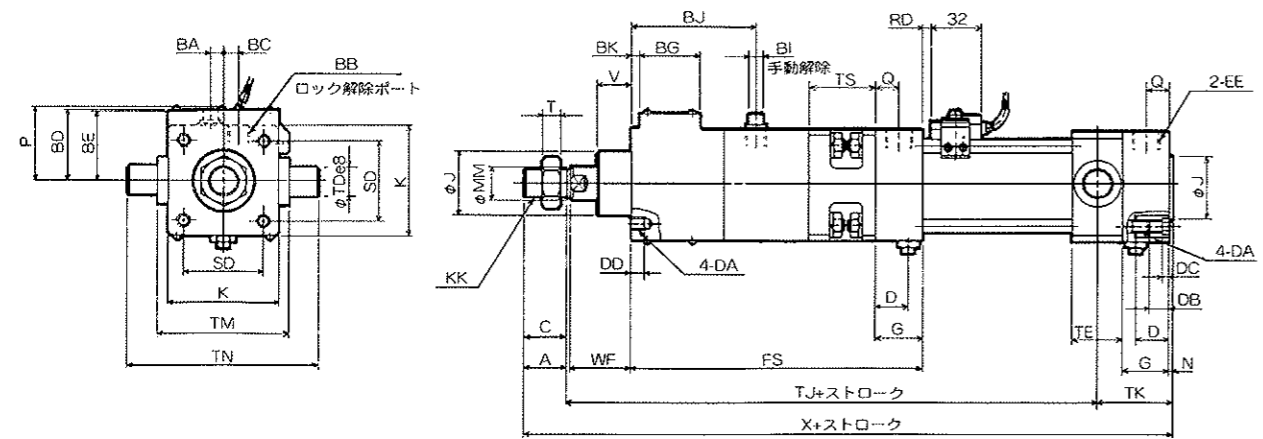 BA
BC
BB
ロック解除ポート
P
BD
BE
φTDe8
SD
K
SD
K
TM
TN
BJ
RD
32
BK
BG
BI
手動解除
V
TS
Q
Q
2-EE
T
φJ
φMM
φJ
KK
DD
4-DA
4-DA
DC
DB
D
D
C
G
TE
G
N
A
WF
FS
TJ+ストローク
TK
X+ストローク